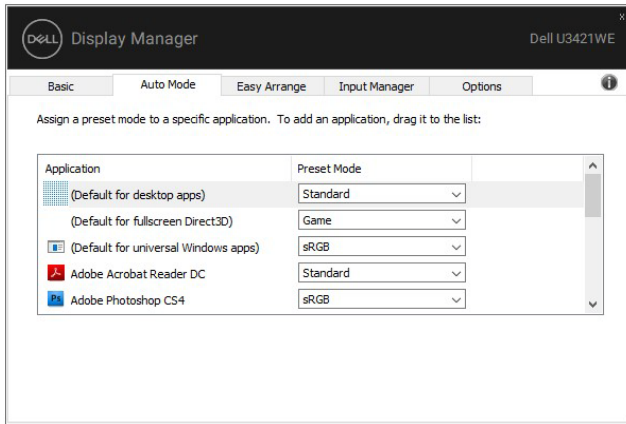 DELL Display Manager
Dell U3421WE
x
Basic Auto Mode Easy Arrange Input Manager Options i
Assign a preset mode to a specific application. To add an application, drag it to the list:
Application Preset Mode
(Default for desktop apps) Standard
(Default for fullscreen Direct3D) Game
(Default for universal Windows apps) sRGB
Adobe Acrobat Reader DC Standard
Ps Adobe Photoshop CS4 sRGB